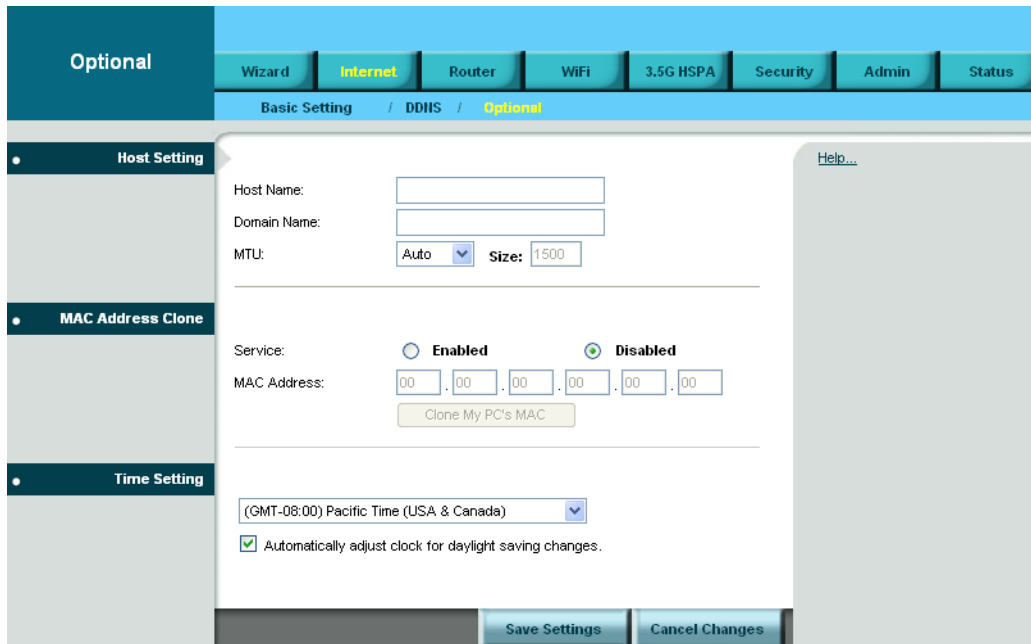 Optional
Wizard Internet Router WiFi 3.5G HSPA Security Admin Status
Basic Setting / DDNS / Optional
Host Setting
Help...
Host Name:
Domain Name:
MTU: Auto Size: 1500
MAC Address Clone
Service: Enabled Disabled
MAC Address: 00 . 00 . 00 . 00 . 00 . 00
Clone My PC's MAC
Time Setting
(GMT-08:00) Pacific Time (USA & Canada)
Automatically adjust clock for daylight saving changes.
Save Settings Cancel Changes